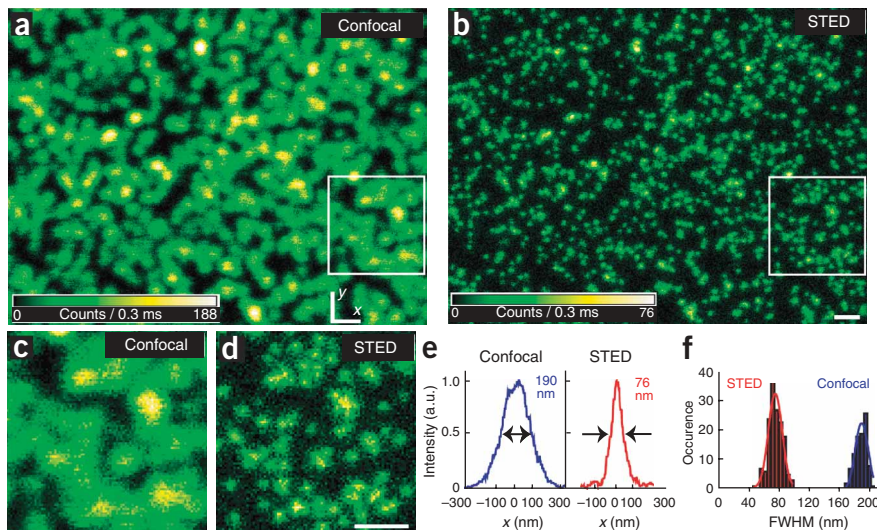 a Confocal
y
x
0 Counts / 0.3 ms 188
b STED
0 Counts / 0.3 ms 76
c Confocal
d STED
e
Confocal STED
Intensity (a.u.)
1.0
0.5
0
190
nm
76
nm
–300 –100 0 100 300
–100 0 100 300
x (nm) x (nm)
f
STED Confocal
Occurence
40
30
20
10
0
0 40 80 120 160 200
FWHM (nm)